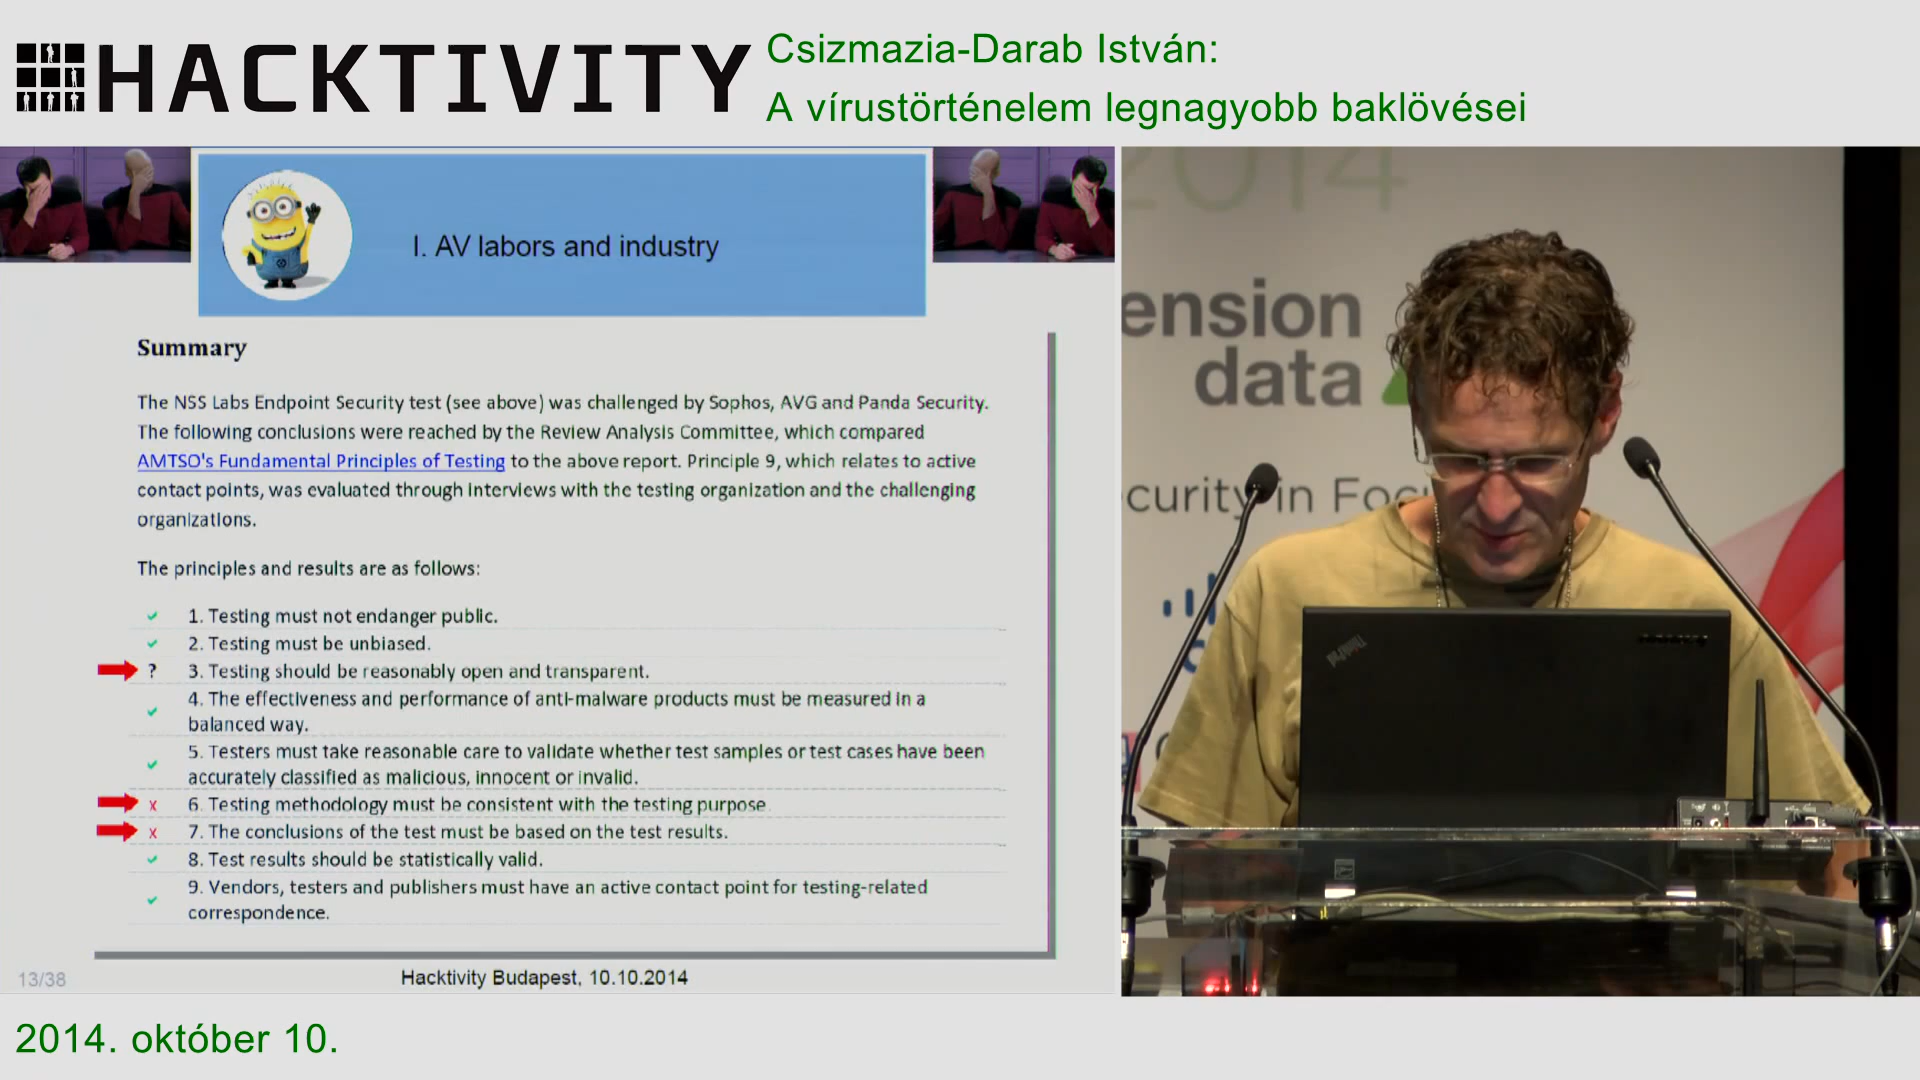 HACKTIVITY
Csizmazia-Darab István:
A vírustörténelem legnagyobb baklövései
I. AV labors and industry
Summary
The NSS Labs Endpoint Security test (see above) was challenged by Sophos, AVG and Panda Security.
The following conclusions were reached by the Review Analysis Committee, which compared
AMTSO's Fundamental Principles of Testing to the above report. Principle 9, which relates to active
contact points, was evaluated through interviews with the testing organization and the challenging
organizations.
The principles and results are as follows:
1. Testing must not endanger public.
2. Testing must be unbiased.
? 3. Testing should be reasonably open and transparent.
4. The effectiveness and performance of anti-malware products must be measured in a
balanced way.
5. Testers must take reasonable care to validate whether test samples or test cases have been
accurately classified as malicious, innocent or invalid.
x 6. Testing methodology must be consistent with the testing purpose
x 7. The conclusions of the test must be based on the test results.
8. Test results should be statistically valid.
9. Vendors, testers and publishers must have an active contact point for testing-related
correspondence.
13/38
Hacktivity Budapest, 10.10.2014
2014
ension
data
curity in Focu
ThinkPad
2014. október 10.